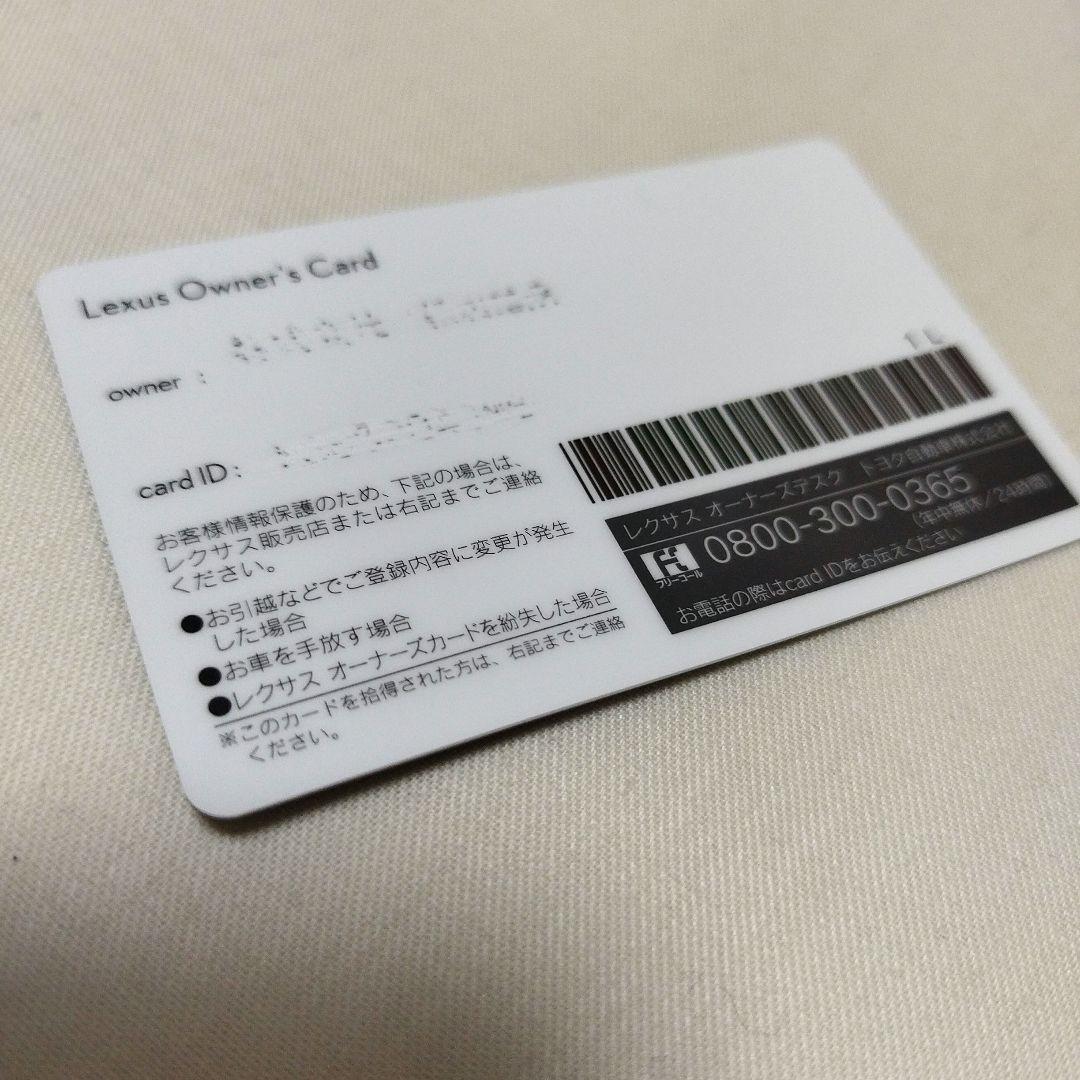 Lexus Owner's Card
owner :
card ID :
お客様情報保護のため、下記の場合は、
レクサス販売店または右記までご連絡
ください。
●お引越などでご登録内容に変更が発生
した場合
●お車を手放す場合
●レクサス オーナーズカードを紛失した場合
※このカードを拾得された方は、右記までご連絡
ください。
レクサス オーナーズデスク トヨタ自動車株式会社
フリーコール
0800-300-0365
(年中無休/24時間)
お電話の際はcard IDをお伝えください